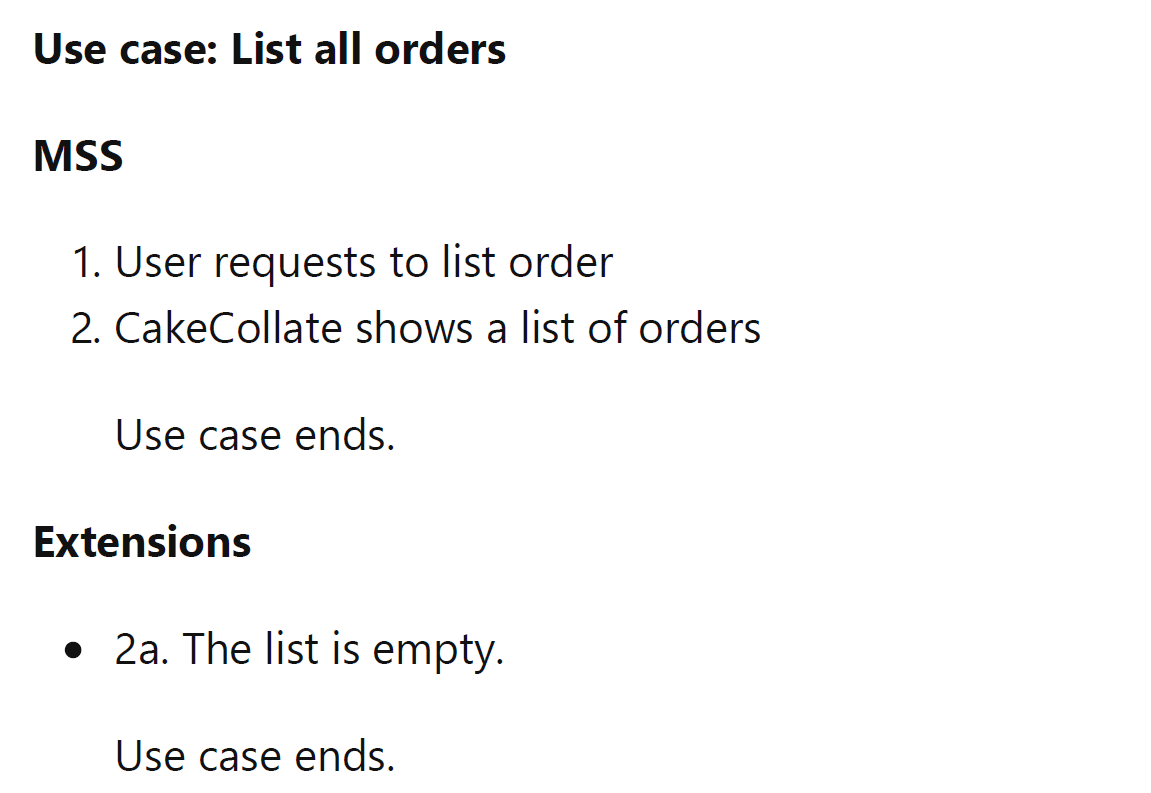 Use case: List all orders
MSS
1. User requests to list order
2. CakeCollate shows a list of orders
Use case ends.
Extensions
• 2a. The list is empty.
Use case ends.